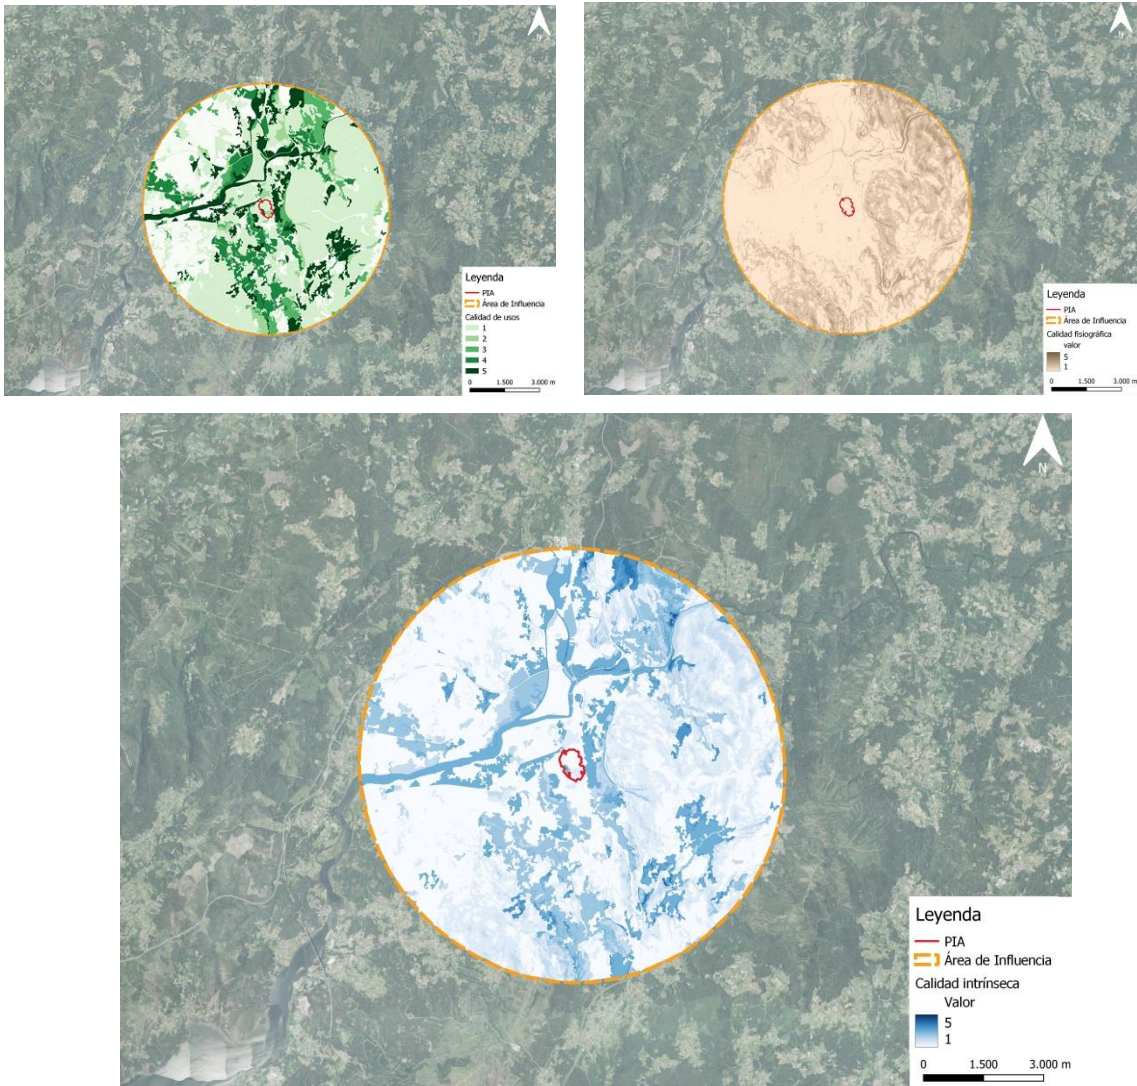 N
Leyenda
PIA
Área de Influencia
Calidad de usos
1
2
3
4
5
0 1.500 3.000 m
N
Leyenda
PIA
Área de Influencia
Calidad fisiográfica
valor
5
1
0 1.500 3.000 m
N
Leyenda
PIA
Área de Influencia
Calidad intrínseca
Valor
5
1
0 1.500 3.000 m